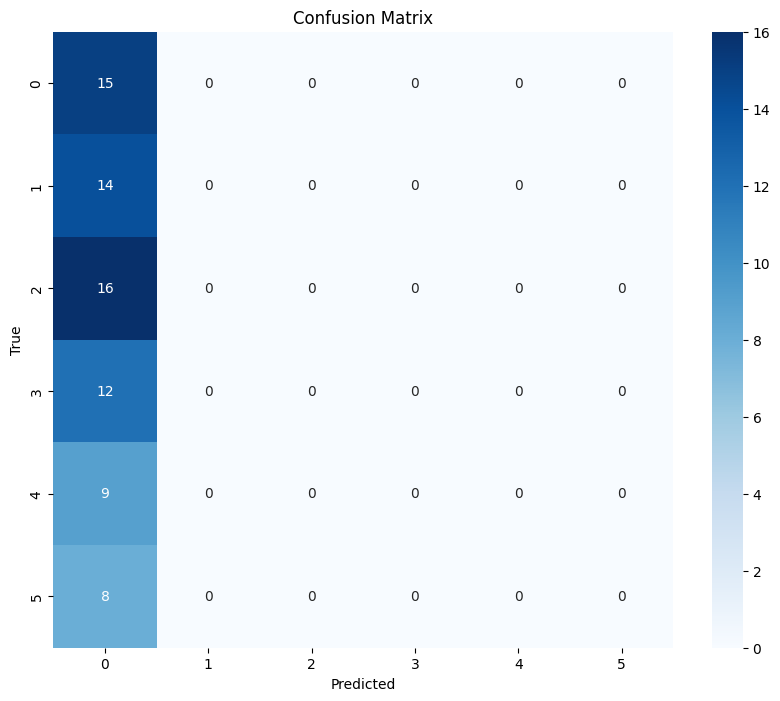 Confusion Matrix
16
0 15 0 0 0 0 0
14
1 14 0 0 0 0 0
12
10
2 16 0 0 0 0 0
True
8
3 12 0 0 0 0 0
6
4 9 0 0 0 0 0
4
2
5 8 0 0 0 0 0
0
0 1 2 3 4 5
Predicted